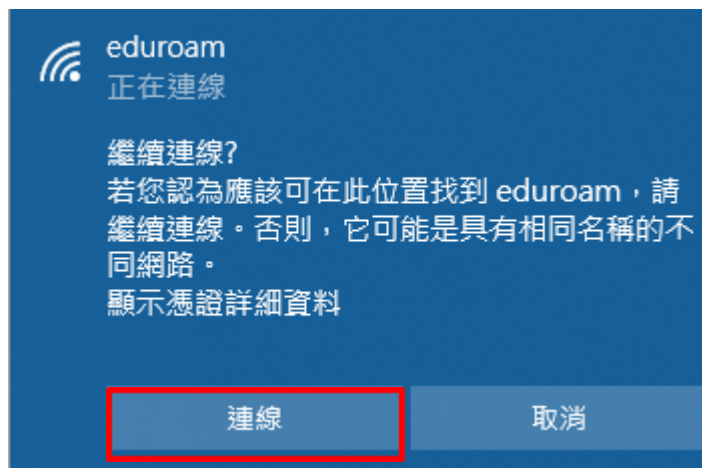 eduroam
正在連線
繼續連線?
若您認為應該可在此位置找到 eduroam，請
繼續連線。否則，它可能是具有相同名稱的不
同網路。
顯示憑證詳細資料
連線
取消